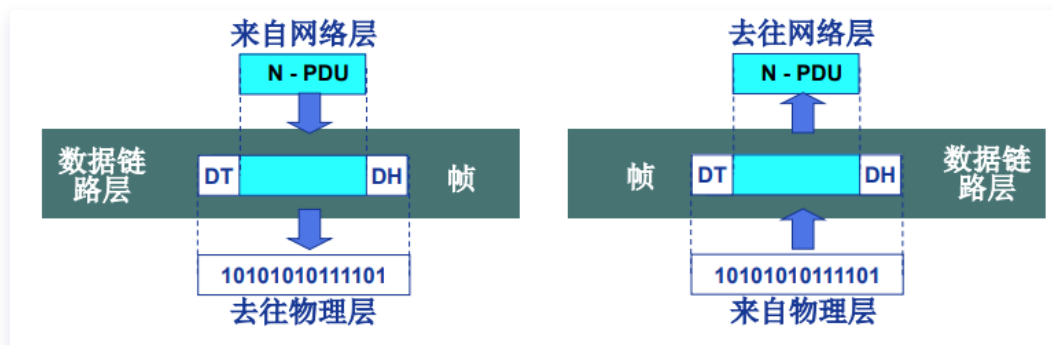 来自网络层
N - PDU
数据链
路层
DT
DH
帧
10101010111101
去往物理层
去往网络层
N - PDU
帧
DT
DH
数据链
路层
10101010111101
来自物理层